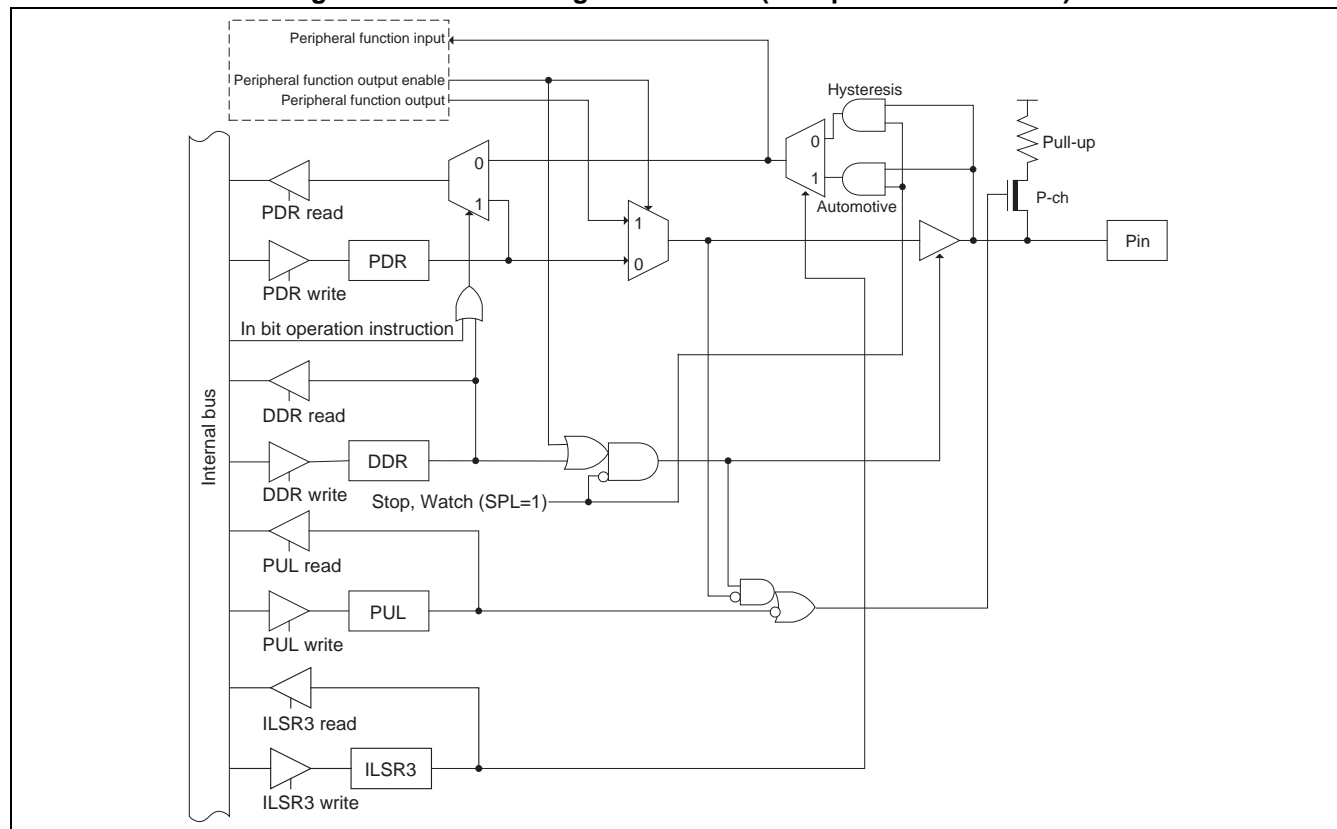 Peripheral function input
Peripheral function output enable
Peripheral function output
Hysteresis
0
1
Automotive
Pull-up
P-ch
Pin
0
1
PDR read
1
0
PDR
PDR write
In bit operation instruction
DDR read
DDR
DDR write
Stop, Watch (SPL=1)
Internal bus
PUL read
PUL
PUL write
ILSR3 read
ILSR3
ILSR3 write